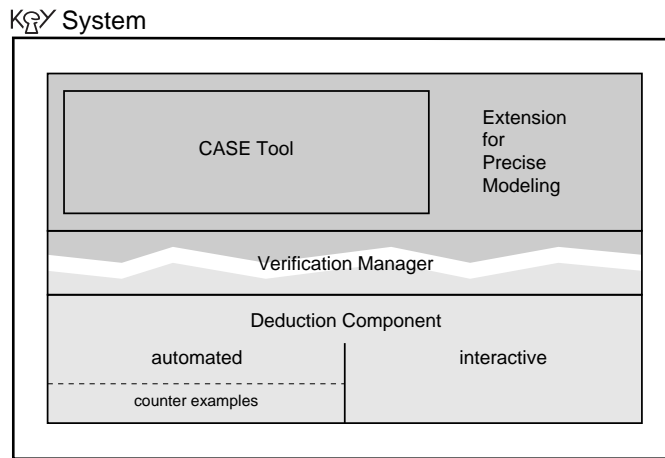 KeY System
CASE Tool
Extension
for
Precise
Modeling
Verification Manager
Deduction Component
automated
interactive
counter examples